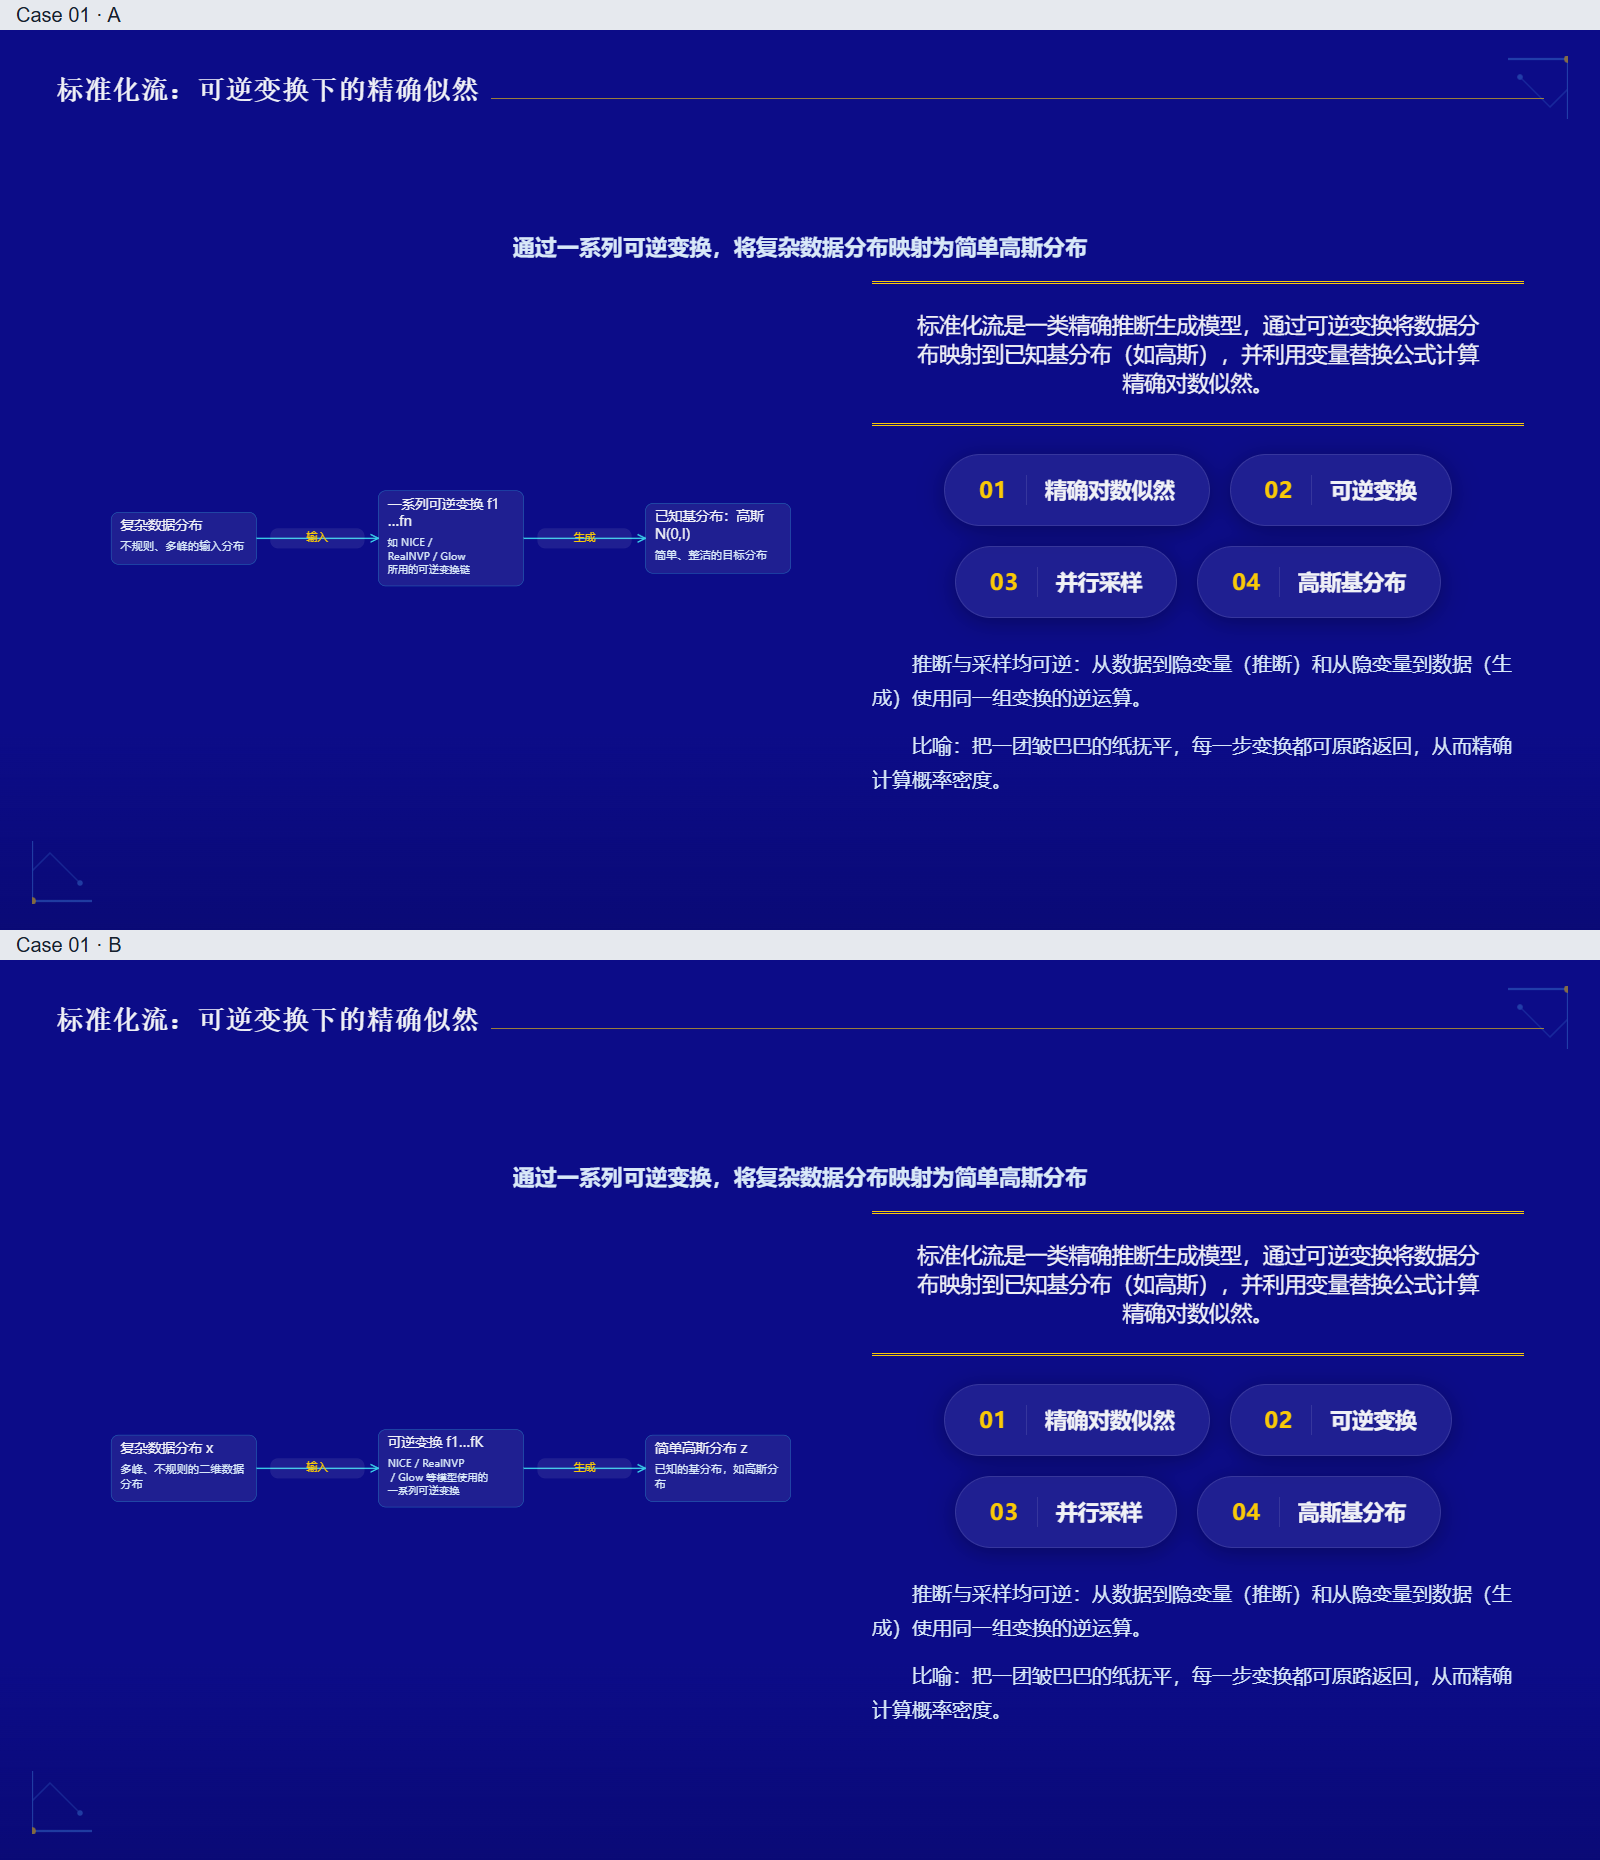 Case 01 · A
标准化流：可逆变换下的精确似然
通过一系列可逆变换，将复杂数据分布映射为简单高斯分布
复杂数据分布
不规则、多峰的输入分布
输入
一系列可逆变换 f1
...fn
如 NICE /
RealNVP / Glow
所用的可逆变换链
生成
已知基分布：高斯
N(0,I)
简单、整洁的目标分布
标准化流是一类精确推断生成模型，通过可逆变换将数据分
布映射到已知基分布（如高斯），并利用变量替换公式计算
精确对数似然。
01 精确对数似然
02 可逆变换
03 并行采样
04 高斯基分布
推断与采样均可逆：从数据到隐变量（推断）和从隐变量到数据（生
成）使用同一组变换的逆运算。
比喻：把一团皱巴巴的纸抚平，每一步变换都可原路返回，从而精确
计算概率密度。
Case 01 · B
标准化流：可逆变换下的精确似然
通过一系列可逆变换，将复杂数据分布映射为简单高斯分布
复杂数据分布 x
多峰、不规则的二维数据
分布
输入
可逆变换 f1...fK
NICE / RealNVP
/ Glow 等模型使用的
一系列可逆变换
生成
简单高斯分布 z
已知的基分布，如高斯分
布
标准化流是一类精确推断生成模型，通过可逆变换将数据分
布映射到已知基分布（如高斯），并利用变量替换公式计算
精确对数似然。
01 精确对数似然
02 可逆变换
03 并行采样
04 高斯基分布
推断与采样均可逆：从数据到隐变量（推断）和从隐变量到数据（生
成）使用同一组变换的逆运算。
比喻：把一团皱巴巴的纸抚平，每一步变换都可原路返回，从而精确
计算概率密度。